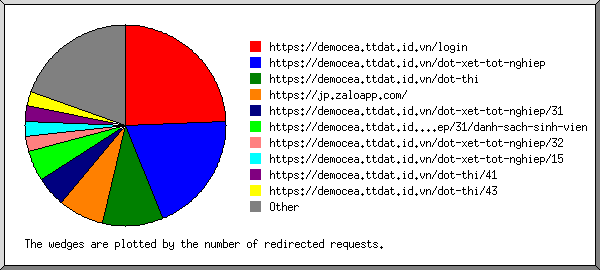 https://democea.ttdat.id.vn/login
https://democea.ttdat.id.vn/dot-xet-tot-nghiep
https://democea.ttdat.id.vn/dot-thi
https://jp.zaloapp.com/
https://democea.ttdat.id.vn/dot-xet-tot-nghiep/31
https://democea.ttdat.id....ep/31/danh-sach-sinh-vien
https://democea.ttdat.id.vn/dot-xet-tot-nghiep/32
https://democea.ttdat.id.vn/dot-xet-tot-nghiep/15
https://democea.ttdat.id.vn/dot-thi/41
https://democea.ttdat.id.vn/dot-thi/43
Other
The wedges are plotted by the number of redirected requests.